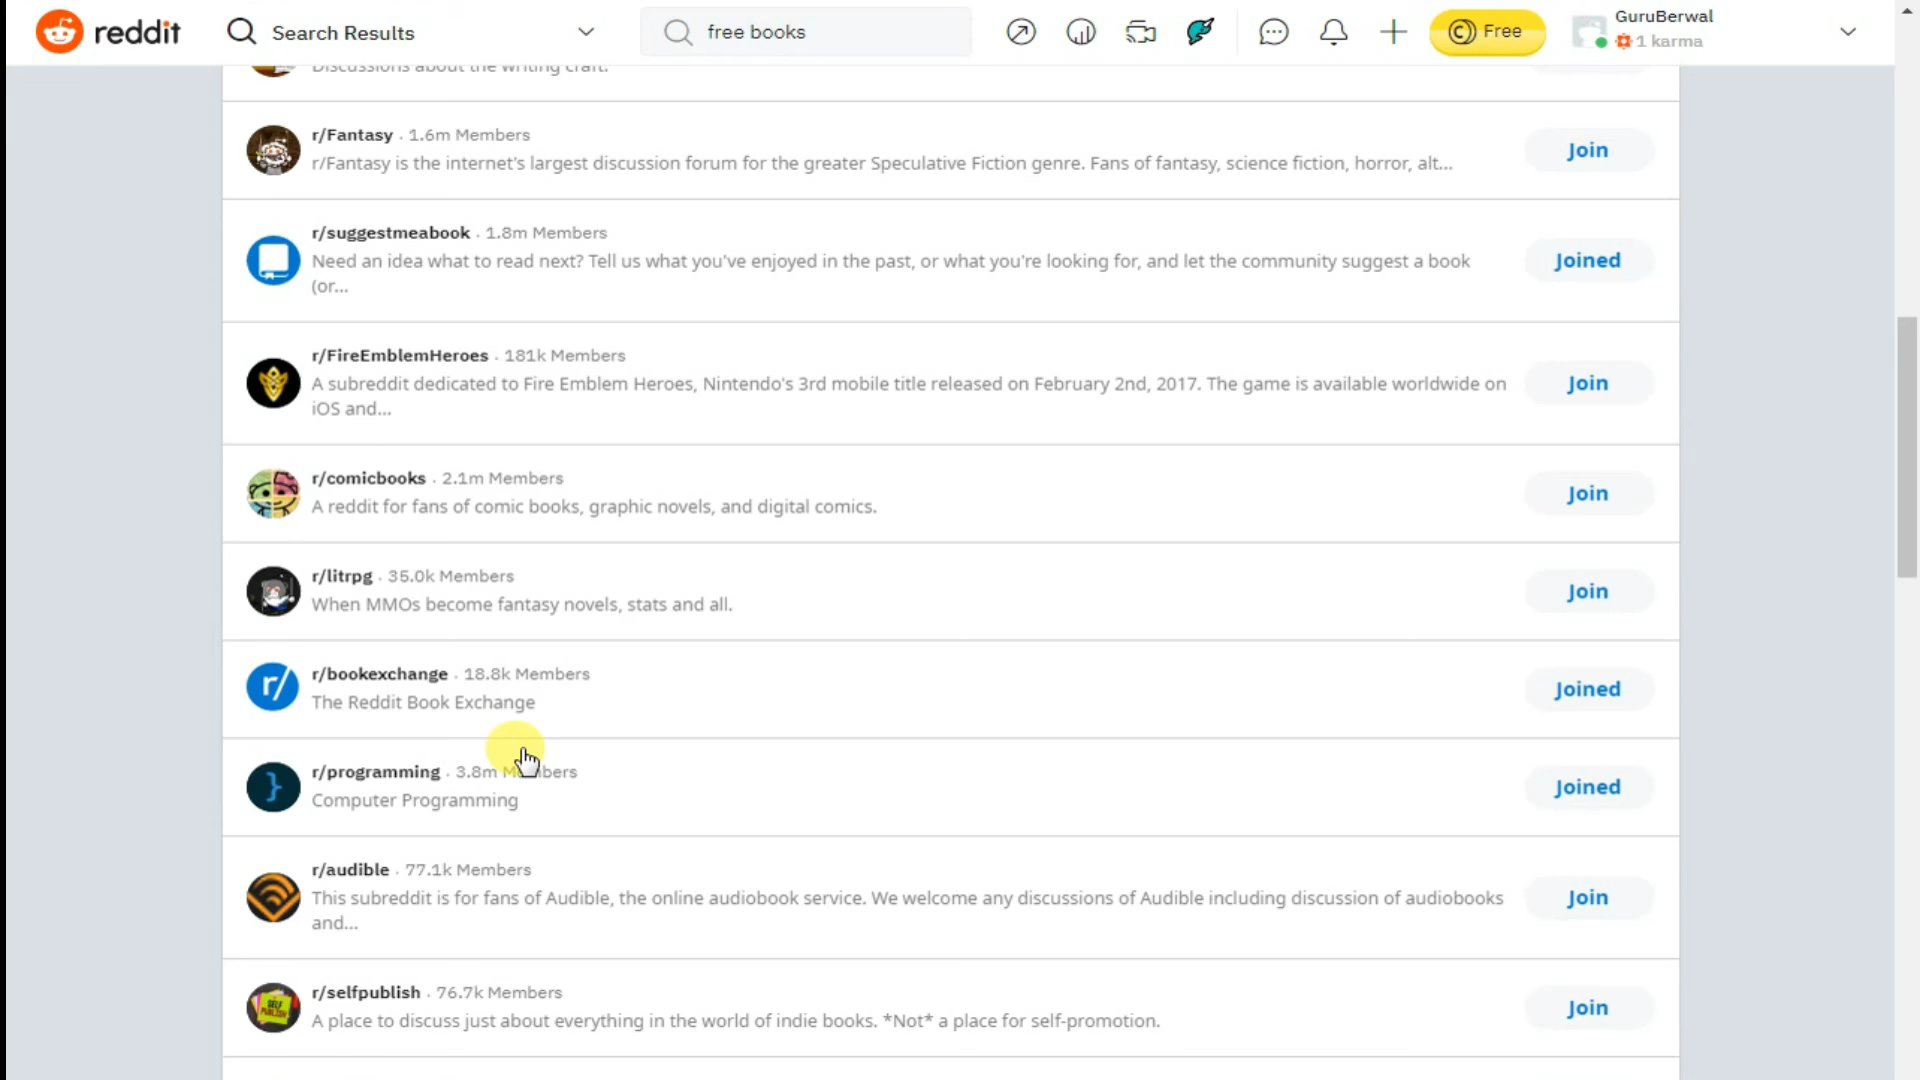 reddit
Search Results
free books
Free
GuruBerwal
1 karma
Discussions about the writing craft.
r/Fantasy · 1.6m Members
r/Fantasy is the internet's largest discussion forum for the greater Speculative Fiction genre. Fans of fantasy, science fiction, horror, alt...
Join
r/suggestmeabook · 1.8m Members
Need an idea what to read next? Tell us what you've enjoyed in the past, or what you're looking for, and let the community suggest a book
(or...
Joined
r/FireEmblemHeroes · 181k Members
A subreddit dedicated to Fire Emblem Heroes, Nintendo's 3rd mobile title released on February 2nd, 2017. The game is available worldwide on
iOS and...
Join
r/comicbooks · 2.1m Members
A reddit for fans of comic books, graphic novels, and digital comics.
Join
r/litrpg · 35.0k Members
When MMOs become fantasy novels, stats and all.
Join
r/
r/bookexchange · 18.8k Members
The Reddit Book Exchange
Joined
r/programming · 3.8m Members
Computer Programming
Joined
r/audible · 77.1k Members
This subreddit is for fans of Audible, the online audiobook service. We welcome any discussions of Audible including discussion of audiobooks
and...
Join
SELF
PUBLISH
r/selfpublish · 76.7k Members
A place to discuss just about everything in the world of indie books. *Not* a place for self-promotion.
Join